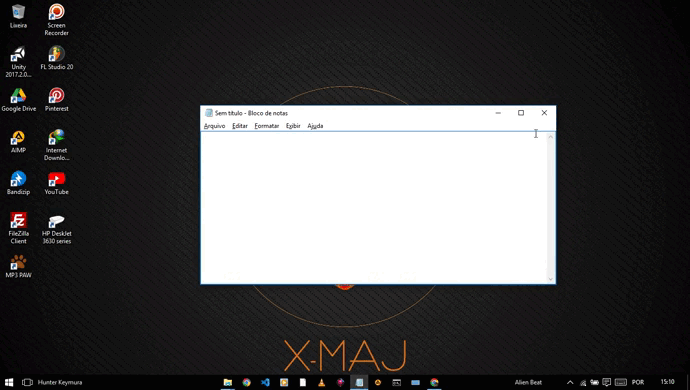 Lixeira
Screen
Recorder
Unity
2017.2.0...
FL Studio 20
Google Drive
Pinterest
AIMP
Internet
Downlo...
Bandizip
YouTube
FileZilla
Client
HP DeskJet
3630 series
MP3 PAW
Sem título - Bloco de notas
Arquivo Editar Formatar Exibir Ajuda
X-MAJ
Hunter Keymura
Alien Beat
POR
15:10